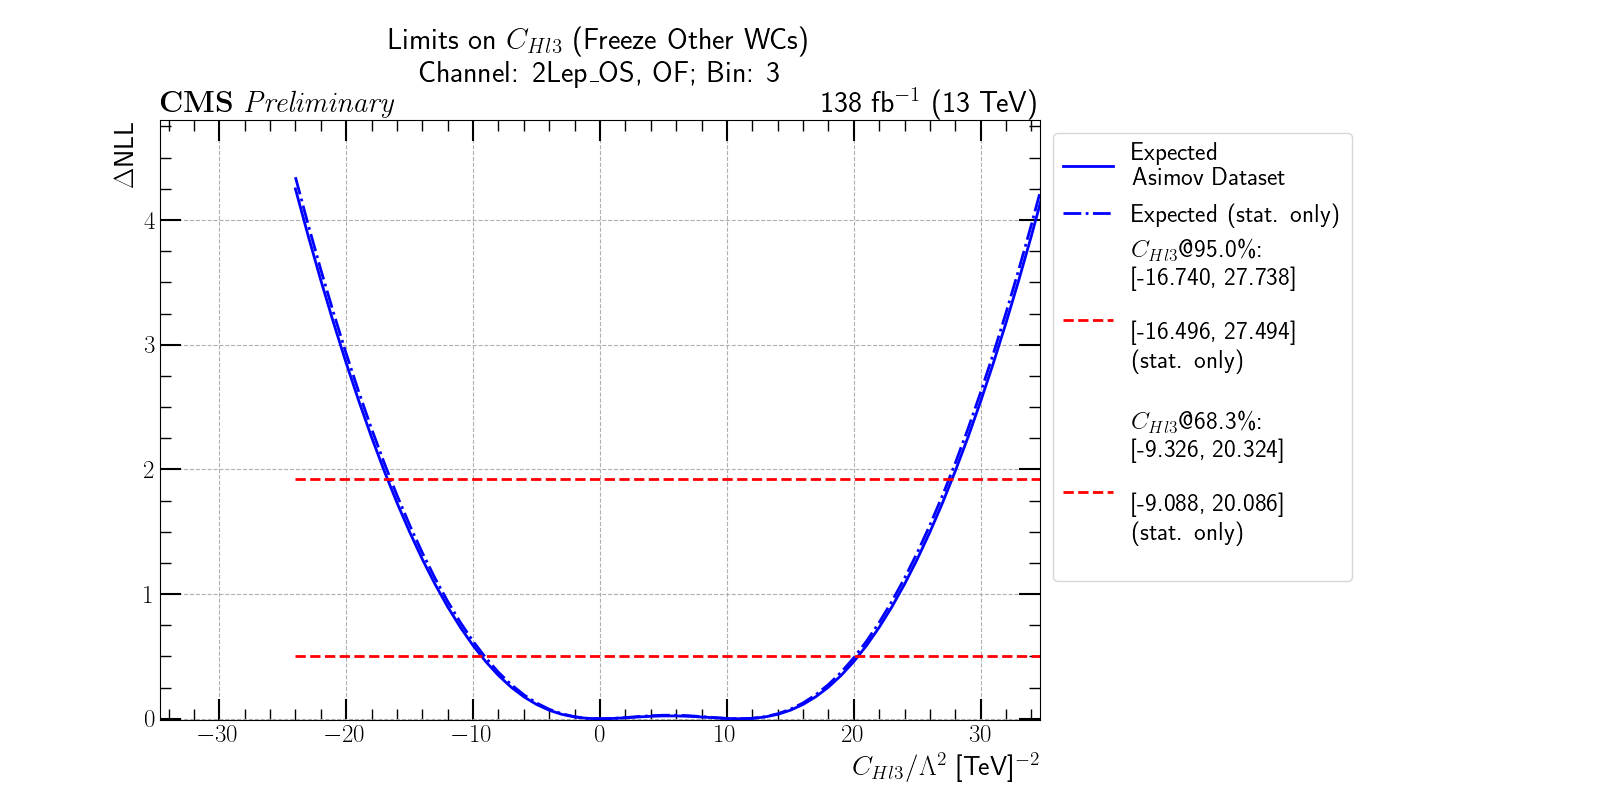 Limits on C_{Hl3} (Freeze Other WCs)
Channel: 2Lep_OS, OF; Bin: 3
CMS Preliminary
138 fb^{-1} (13 TeV)
ΔNLL
4
3
2
1
0
−30
−20
−10
0
10
20
30
C_{Hl3}/Λ^2 [TeV]^{-2}
Expected
Asimov Dataset
Expected (stat. only)
C_{Hl3}@95.0%:
[-16.740, 27.738]
[-16.496, 27.494]
(stat. only)
C_{Hl3}@68.3%:
[-9.326, 20.324]
[-9.088, 20.086]
(stat. only)